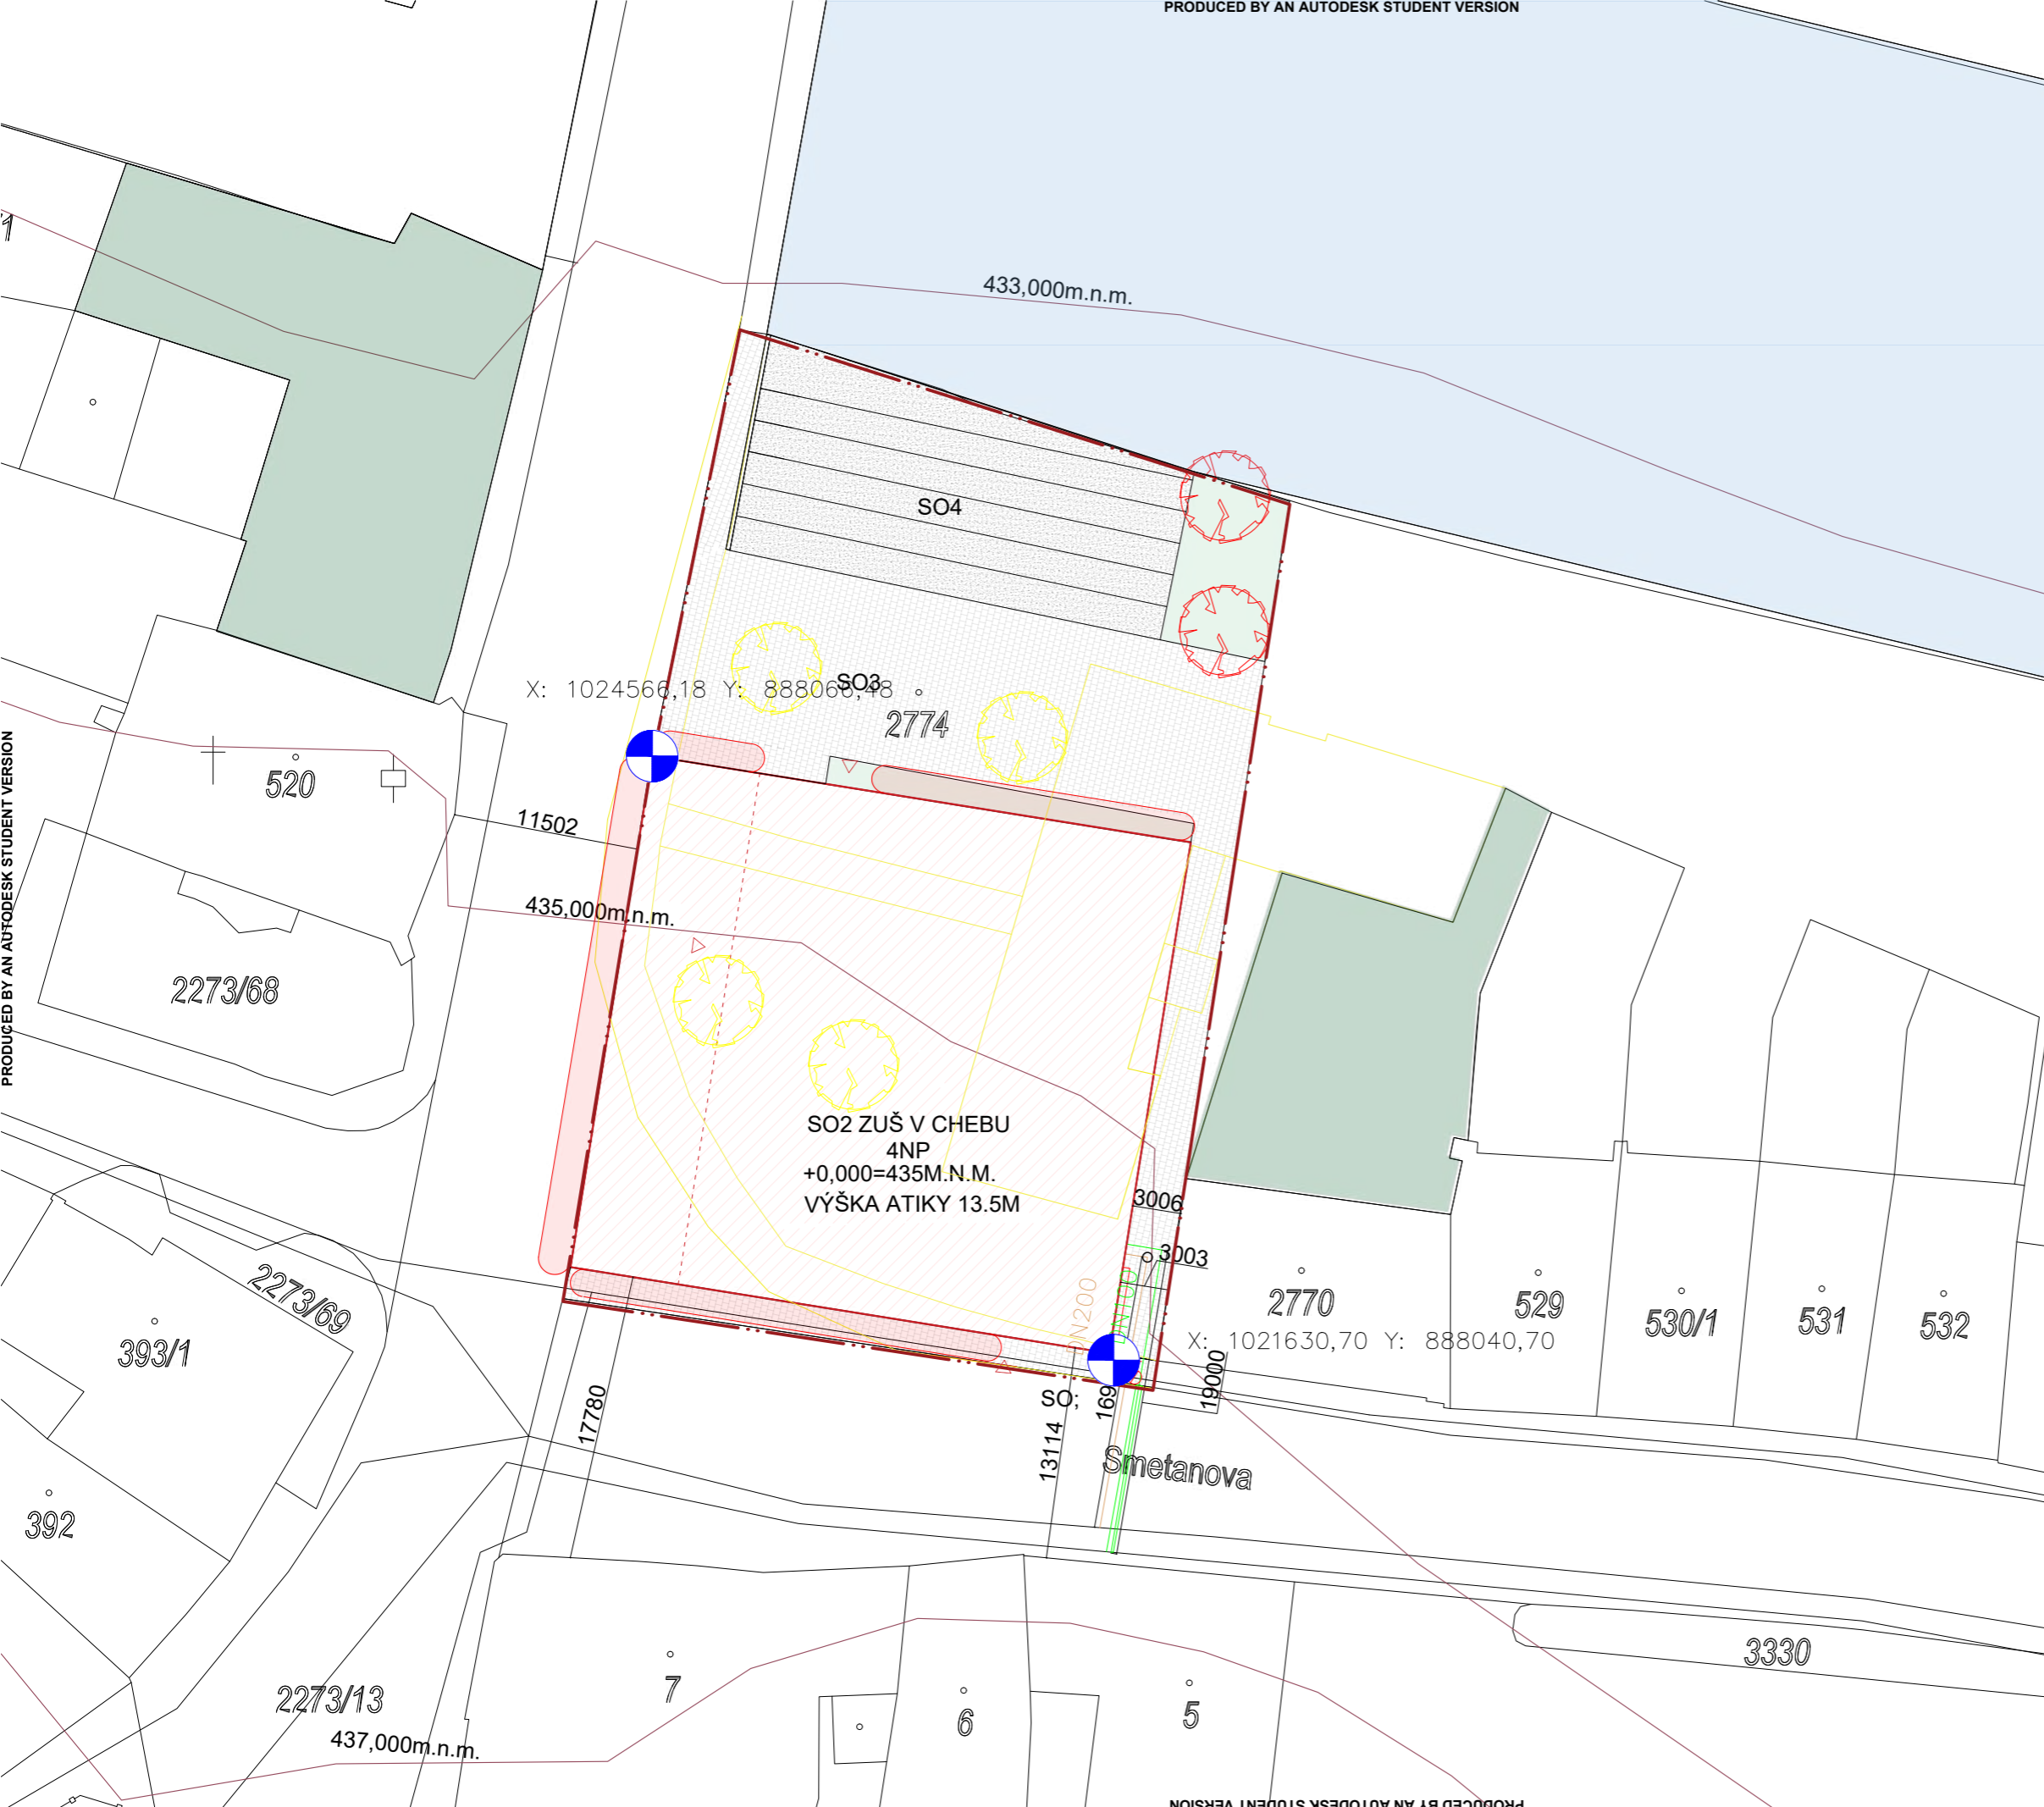 PRODUCED BY AN AUTODESK STUDENT VERSION
433,000m.n.m.
SO4
X: 1024566,18 Y: 888066,48
SO3
2774
520
11502
435,000m.n.m.
2273/68
PRODUCED BY AN AUTODESK STUDENT VERSION
SO2 ZUŠ V CHEBU
4NP
+0,000=435M.N.M.
VÝŠKA ATIKY 13.5M
3006
3003
DN200
DN100
2273/69
393/1
2770
529
530/1
531
532
X: 1021630,70 Y: 888040,70
17780
SO;
169
19000
13114
Smetanova
392
3330
2273/13
7
6
5
437,000m.n.m.
PRODUCED BY AN AUTODESK STUDENT VERSION